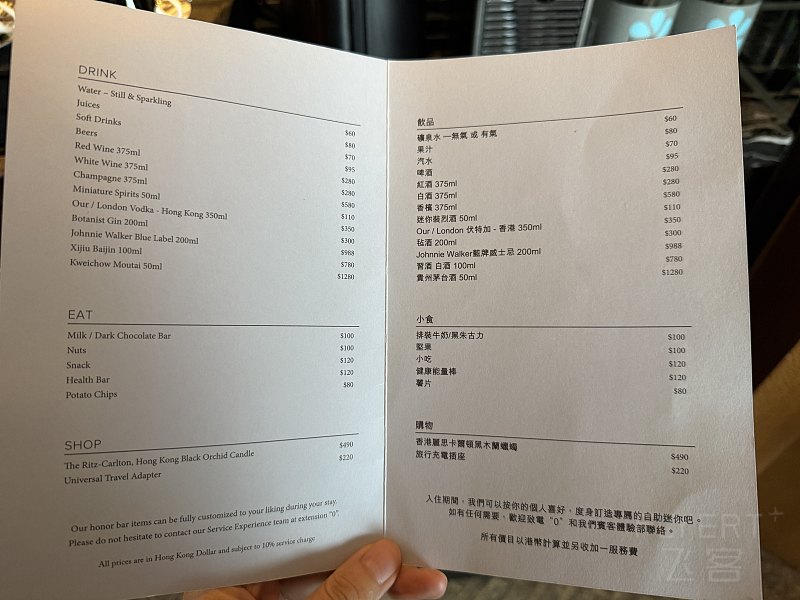 DRINK
Water – Still & Sparkling $60
Juices $80
Soft Drinks $70
Beers $95
Red Wine 375ml $280
White Wine 375ml $280
Champagne 375ml $580
Miniature Spirits 50ml $110
Our / London Vodka - Hong Kong 350ml $350
Botanist Gin 200ml $300
Johnnie Walker Blue Label 200ml $988
Xijiu Baijin 100ml $780
Kweichow Moutai 50ml $1280
EAT
Milk / Dark Chocolate Bar $100
Nuts $100
Snack $120
Health Bar $120
Potato Chips $80
SHOP
The Ritz-Carlton, Hong Kong Black Orchid Candle $490
Universal Travel Adapter $220
Our honor bar items can be fully customized to your liking during your stay.
Please do not hesitate to contact our Service Experience team at extension "0".
All prices are in Hong Kong Dollar and subject to 10% service charge
飲品
礦泉水 —無氣 或 有氣 $60
果汁 $80
汽水 $70
啤酒 $95
紅酒 375ml $280
白酒 375ml $280
香檳 375ml $580
迷你裝烈酒 50ml $110
Our / London 伏特加 - 香港 350ml $350
毡酒 200ml $300
Johnnie Walker藍牌威士忌 200ml $988
習酒 白酒 100ml $780
貴州茅台酒 50ml $1280
小食
排裝牛奶/黑朱古力 $100
堅果 $100
小吃 $120
健康能量棒 $120
薯片 $80
購物
香港麗思卡爾頓黑木蘭蠟燭 $490
旅行充電插座 $220
入住期間，我們可以按你的個人喜好，度身訂造專屬的自助迷你吧。
如有任何需要，歡迎致電 "0" 和我們賓客體驗部聯絡。
所有價目以港幣計算並另收加一服務費
飞客